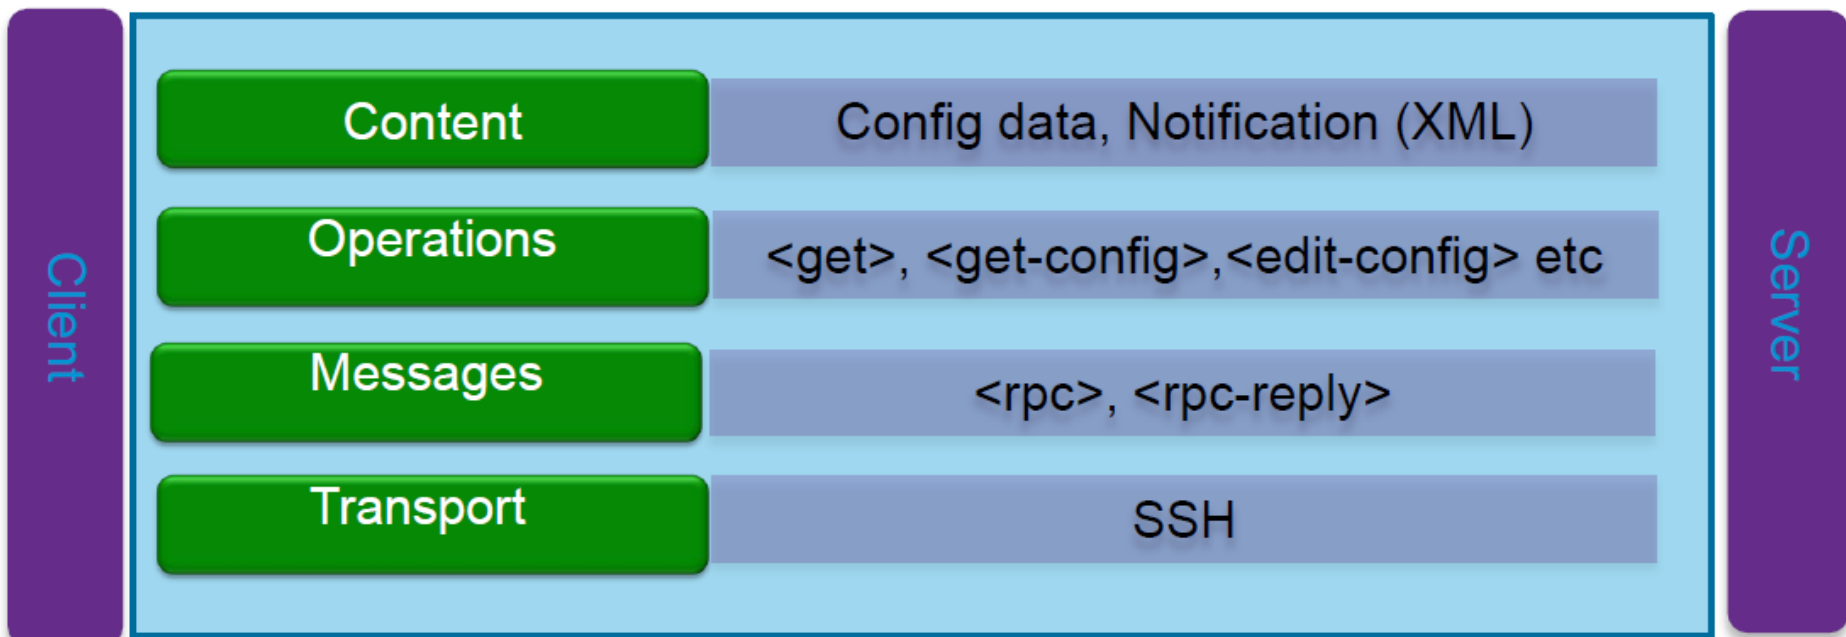 Client
Content
Config data, Notification (XML)
Operations
<get>, <get-config>,<edit-config> etc
Messages
<rpc>, <rpc-reply>
Transport
SSH
Server